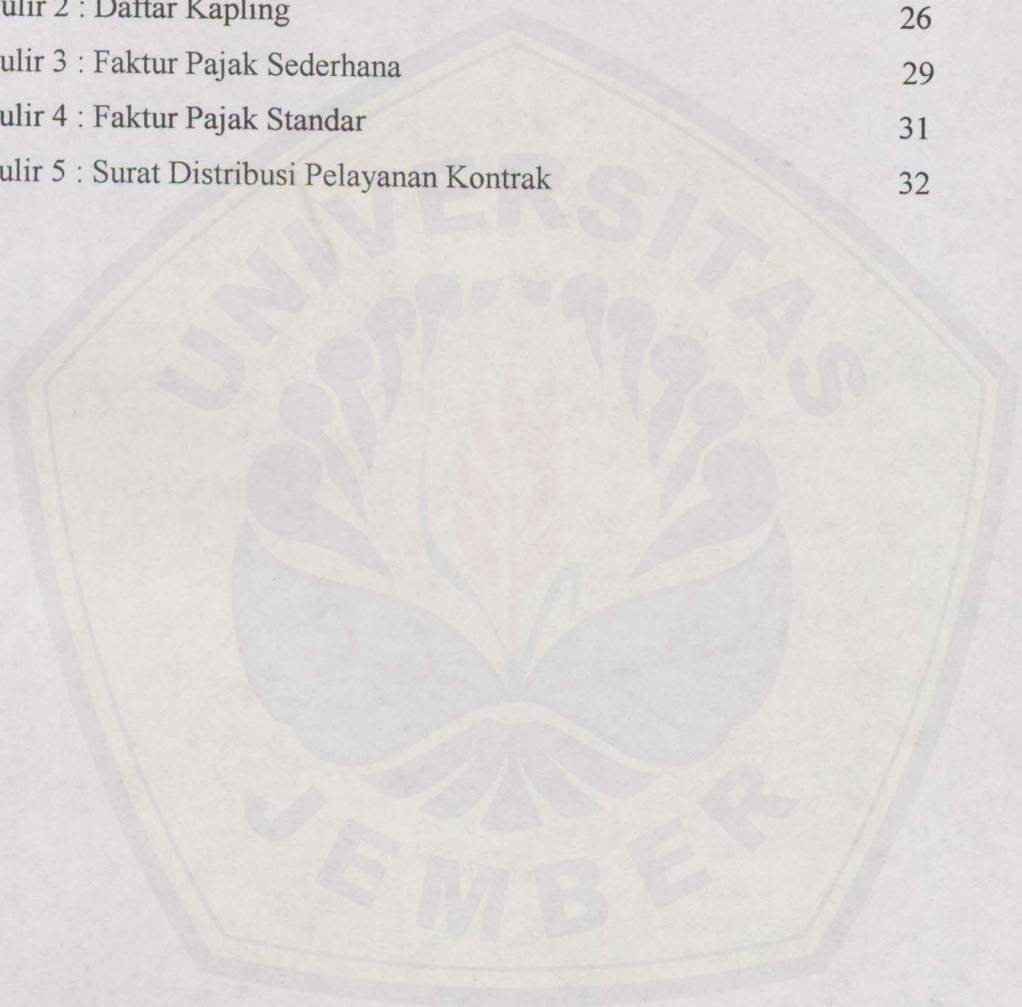 ulir 2 : Daftar Kapling 26
ulir 3 : Faktur Pajak Sederhana 29
ulir 4 : Faktur Pajak Standar 31
ulir 5 : Surat Distribusi Pelayanan Kontrak 32
UNIVERSITAS
JEMBER